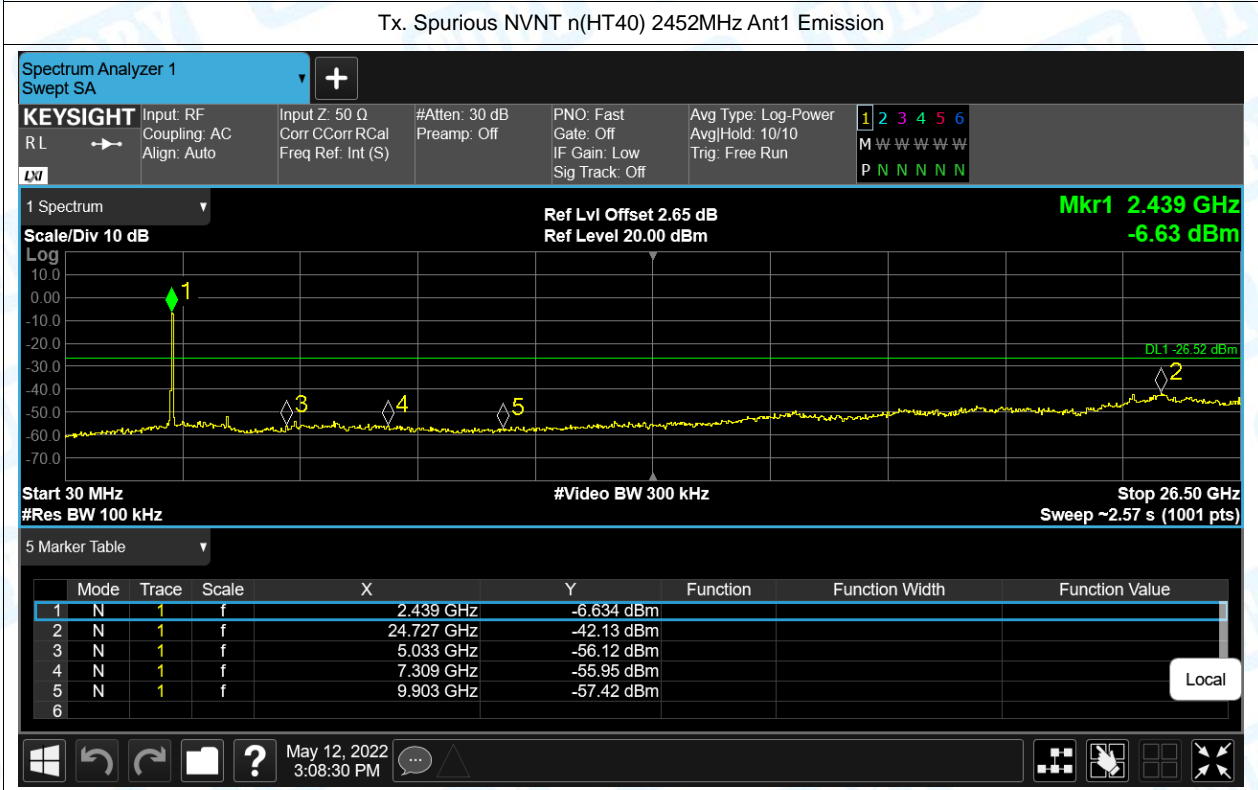 Tx. Spurious NVNT n(HT40) 2452MHz Ant1 Emission
Spectrum Analyzer 1
Swept SA
KEYSIGHT
RL
LXI
Input: RF
Coupling: AC
Align: Auto
Input Z: 50 Ω
Corr CCorr RCal
Freq Ref: Int (S)
#Atten: 30 dB
Preamp: Off
PNO: Fast
Gate: Off
IF Gain: Low
Sig Track: Off
Avg Type: Log-Power
Avg|Hold: 10/10
Trig: Free Run
1 2 3 4 5 6
M W W W W W W
P N N N N N N
1 Spectrum
Scale/Div 10 dB
Ref Lvl Offset 2.65 dB
Ref Level 20.00 dBm
Mkr1 2.439 GHz
-6.63 dBm
Log
10.0
0.00
-10.0
-20.0
-30.0
-40.0
-50.0
-60.0
-70.0
1
DL1 -26.52 dBm
2
3
4
5
Start 30 MHz
#Res BW 100 kHz
#Video BW 300 kHz
Stop 26.50 GHz
Sweep ~2.57 s (1001 pts)
5 Marker Table
Mode Trace Scale X Y Function Function Width Function Value
1 N 1 f 2.439 GHz -6.634 dBm
2 N 1 f 24.727 GHz -42.13 dBm
3 N 1 f 5.033 GHz -56.12 dBm
4 N 1 f 7.309 GHz -55.95 dBm
5 N 1 f 9.903 GHz -57.42 dBm
6
Local
?
May 12, 2022
3:08:30 PM